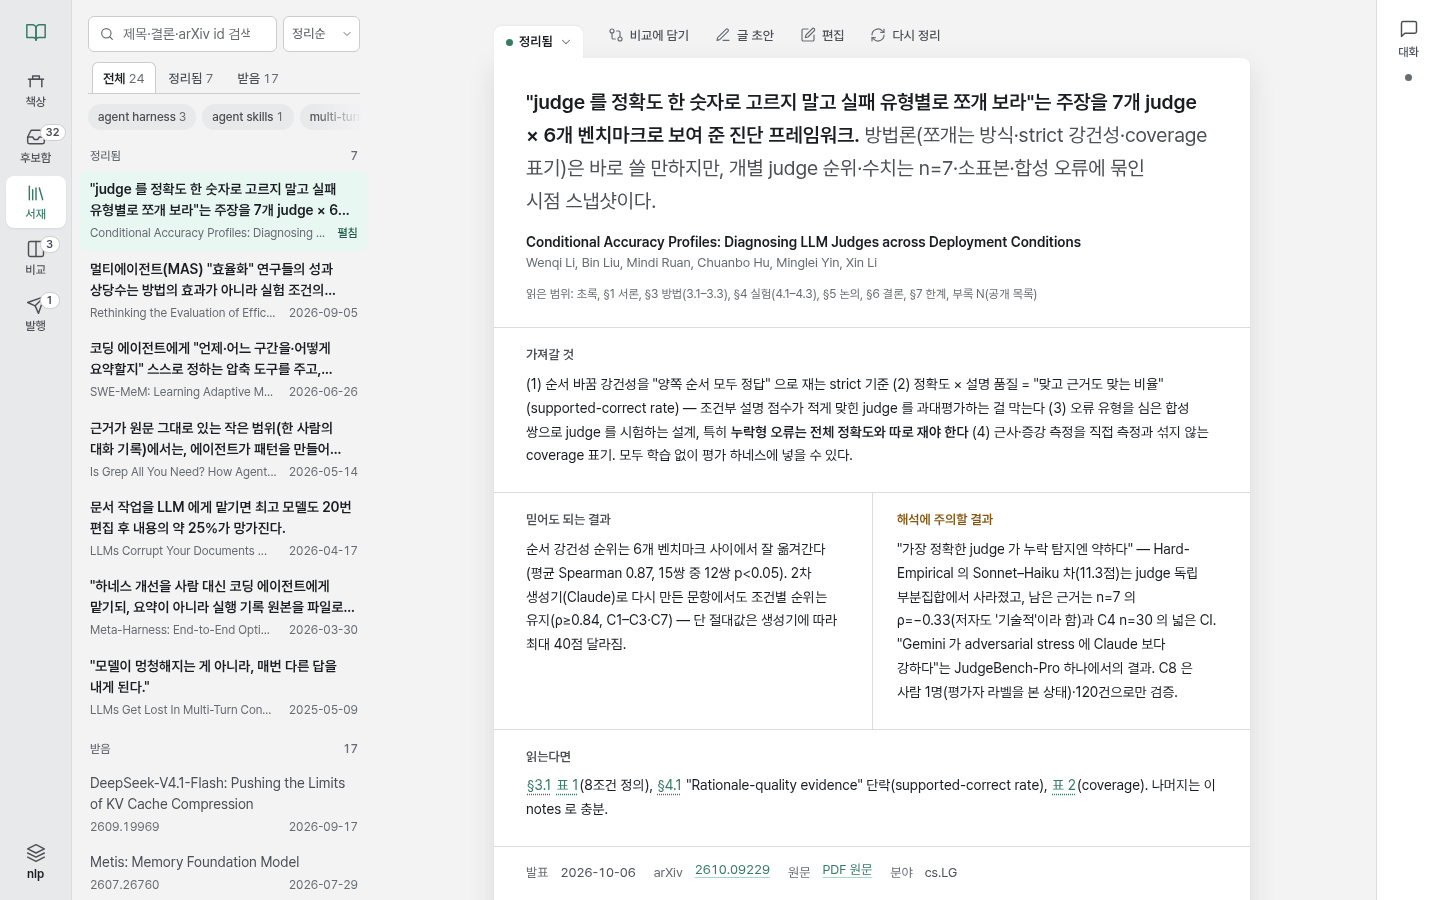 책상
32
후보함
서재
3
비교
1
발행
nlp
제목·결론·arXiv id 검색
정리순
전체 24
정리됨 7
받음 17
agent harness 3
agent skills 1
multi-turn
정리됨
7
"judge 를 정확도 한 숫자로 고르지 말고 실패
유형별로 쪼개 보라"는 주장을 7개 judge × 6...
Conditional Accuracy Profiles: Diagnosing ...
펼침
멀티에이전트(MAS) "효율화" 연구들의 성과
상당수는 방법의 효과가 아니라 실험 조건의...
Rethinking the Evaluation of Effic...
2026-09-05
코딩 에이전트에게 "언제·어느 구간을·어떻게
요약할지" 스스로 정하는 압축 도구를 주고,...
SWE-MeM: Learning Adaptive M...
2026-06-26
근거가 원문 그대로 있는 작은 범위(한 사람의
대화 기록)에서는, 에이전트가 패턴을 만들어...
Is Grep All You Need? How Agent...
2026-05-14
문서 작업을 LLM 에게 맡기면 최고 모델도 20번
편집 후 내용의 약 25%가 망가진다.
LLMs Corrupt Your Documents ...
2026-04-17
"하네스 개선을 사람 대신 코딩 에이전트에게
맡기되, 요약이 아니라 실행 기록 원본을 파일로...
Meta-Harness: End-to-End Opti...
2026-03-30
"모델이 멍청해지는 게 아니라, 매번 다른 답을
내게 된다."
LLMs Get Lost In Multi-Turn Con...
2025-05-09
받음
17
DeepSeek-V4.1-Flash: Pushing the Limits
of KV Cache Compression
2609.19969
2026-09-17
Metis: Memory Foundation Model
2607.26760
2026-07-29
정리됨
비교에 담기
글 초안
편집
다시 정리
"judge 를 정확도 한 숫자로 고르지 말고 실패 유형별로 쪼개 보라"는 주장을 7개 judge
× 6개 벤치마크로 보여 준 진단 프레임워크. 방법론(쪼개는 방식·strict 강건성·coverage
표기)은 바로 쓸 만하지만, 개별 judge 순위·수치는 n=7·소표본·합성 오류에 묶인
시점 스냅샷이다.
Conditional Accuracy Profiles: Diagnosing LLM Judges across Deployment Conditions
Wenqi Li, Bin Liu, Mindi Ruan, Chuanbo Hu, Minglei Yin, Xin Li
읽은 범위: 초록, §1 서론, §3 방법(3.1–3.3), §4 실험(4.1–4.3), §5 논의, §6 결론, §7 한계, 부록 N(공개 목록)
가져갈 것
(1) 순서 바꿈 강건성을 "양쪽 순서 모두 정답" 으로 재는 strict 기준 (2) 정확도 × 설명 품질 = "맞고 근거도 맞는 비율"
(supported-correct rate) — 조건부 설명 점수가 적게 맞힌 judge 를 과대평가하는 걸 막는다 (3) 오류 유형을 심은 합성
쌍으로 judge 를 시험하는 설계, 특히 누락형 오류는 전체 정확도와 따로 재야 한다 (4) 근사·증강 측정을 직접 측정과 섞지 않는
coverage 표기. 모두 학습 없이 평가 하네스에 넣을 수 있다.
믿어도 되는 결과
순서 강건성 순위는 6개 벤치마크 사이에서 잘 옮겨간다
(평균 Spearman 0.87, 15쌍 중 12쌍 p<0.05). 2차
생성기(Claude)로 다시 만든 문항에서도 조건별 순위는
유지(ρ≥0.84, C1–C3·C7) — 단 절대값은 생성기에 따라
최대 40점 달라짐.
해석에 주의할 결과
"가장 정확한 judge 가 누락 탐지엔 약하다" — Hard-
Empirical 의 Sonnet–Haiku 차(11.3점)는 judge 독립
부분집합에서 사라졌고, 남은 근거는 n=7 의
ρ=−0.33(저자도 '기술적'이라 함)과 C4 n=30 의 넓은 CI.
"Gemini 가 adversarial stress 에 Claude 보다
강하다"는 JudgeBench-Pro 하나에서의 결과. C8 은
사람 1명(평가자 라벨을 본 상태)·120건으로만 검증.
읽는다면
§3.1 표 1(8조건 정의), §4.1 "Rationale-quality evidence" 단락(supported-correct rate), 표 2(coverage). 나머지는 이
notes 로 충분.
발표 2026-10-06 arXiv 2610.09229 원문 PDF 원문 분야 cs.LG
대화